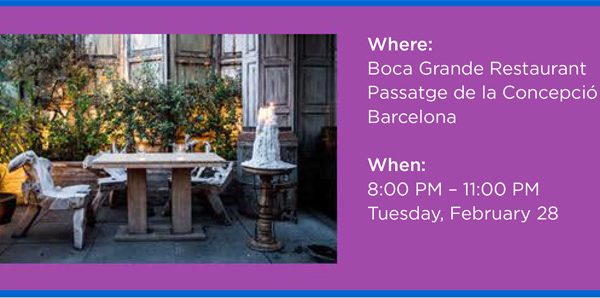 Where:
Boca Grande Restaurant
Passatge de la Concepció
Barcelona
When:
8:00 PM – 11:00 PM
Tuesday, February 28